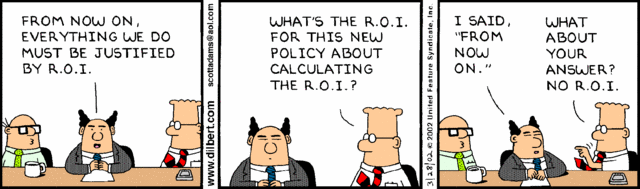 FROM NOW ON,
EVERYTHING WE DO
MUST BE JUSTIFIED
BY R.O.I.
www.dilbert.com scottadams@aol.com
WHAT'S THE R.O.I.
FOR THIS NEW
POLICY ABOUT
CALCULATING
THE R.O.I.?
3/28/02 © 2002 United Feature Syndicate, Inc.
I SAID,
"FROM
NOW
ON."
WHAT
ABOUT
YOUR
ANSWER?
NO R.O.I.